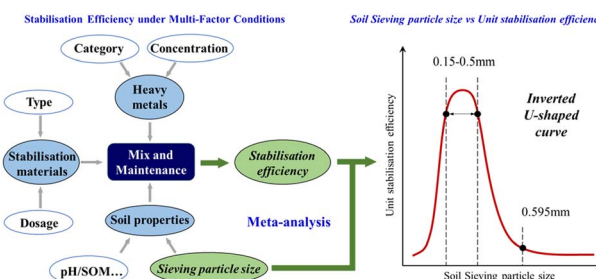 Stabilisation Efficiency under Multi-Factor Conditions
Category
Concentration
Heavy
metals
Type
Stabilisation
materials
Dosage
Mix and
Maintenance
Soil properties
pH/SOM...
Sieving particle size
Stabilisation
efficiency
Meta-analysis
Soil Sieving particle size vs Unit stabilisation
0.15-0.5mm
Inverted
U-shaped
curve
Unit stabilisation efficiency
0.595mm
Soil Sieving particle size